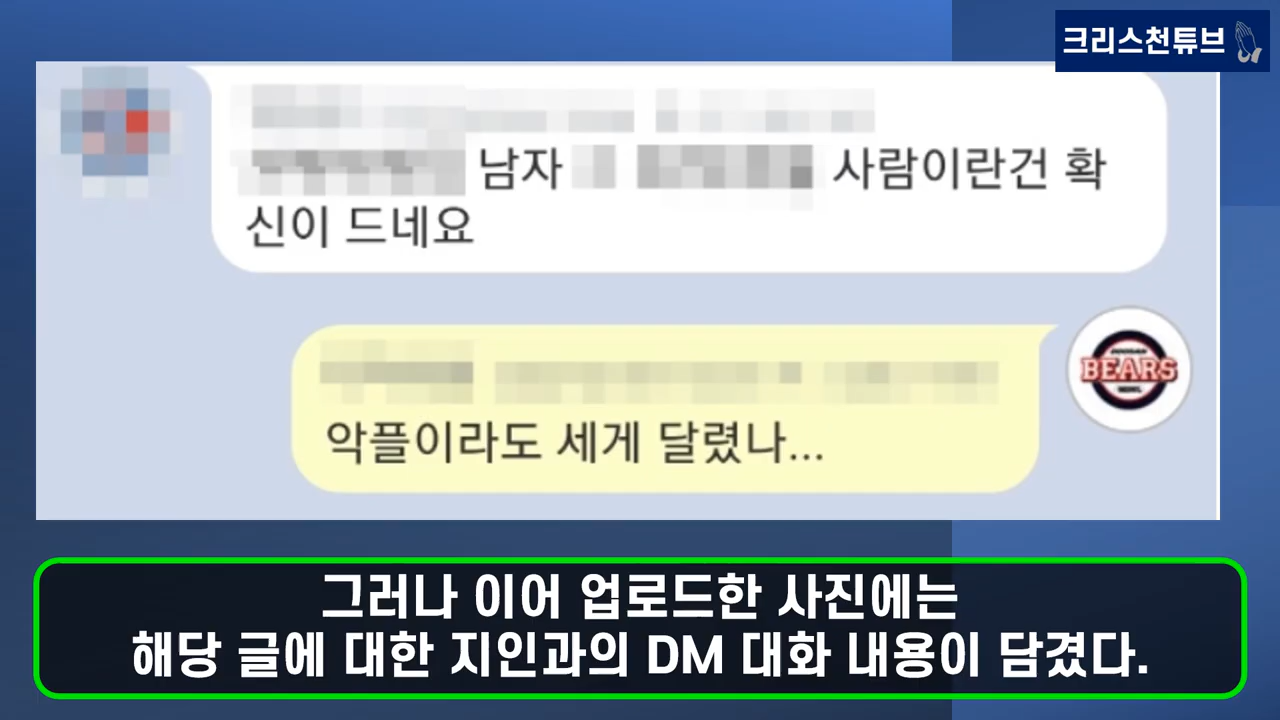 크리스천튜브
남자 사람이란건 확
신이 드네요
BEARS
악플이라도 세게 달렸나...
그러나 이어 업로드한 사진에는
해당 글에 대한 지인과의 DM 대화 내용이 담겼다.